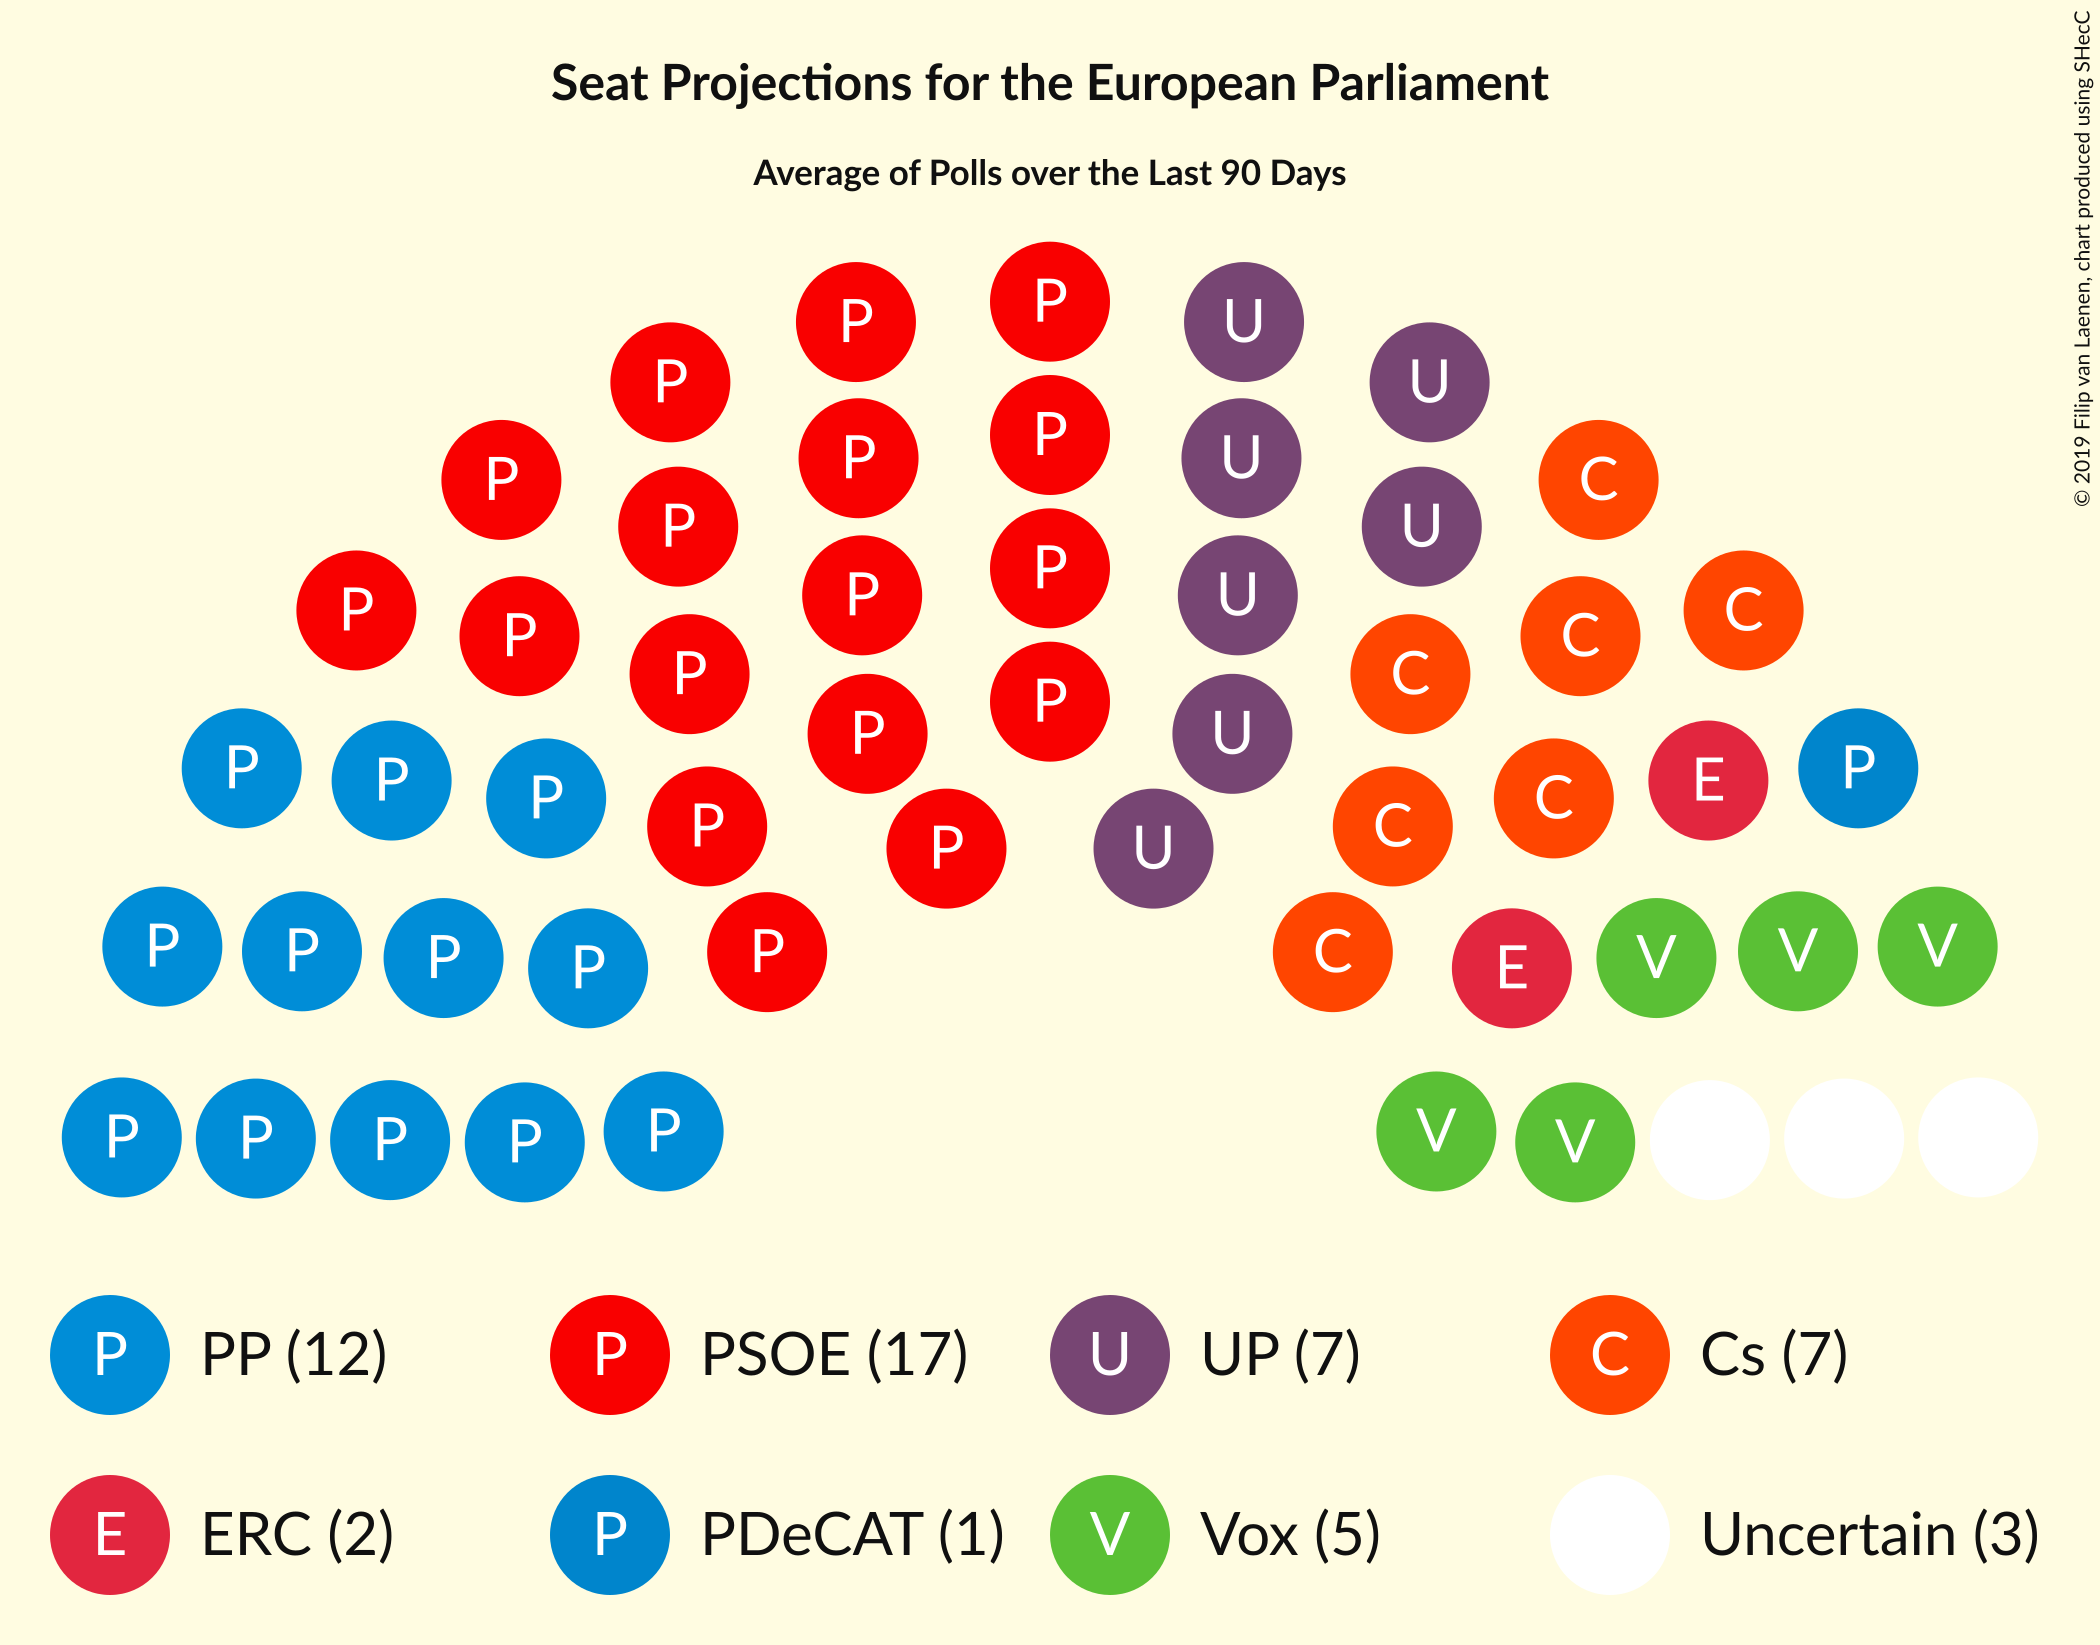 Seat Projections for the European Parliament
Average of Polls over the Last 90 Days
© 2019 Filip van Laenen, chart produced using SHecC
P
P U
P U
P U
P P
P U
P C
P U
P C
P U
P C
P C
P U
P C
P C
P U
P P
P E
P C
P C
P U
P V
P V
P V
P E
P C
P V
P V
P
P
P
P PP (12) P PSOE (17) U UP (7) C Cs (7)
E ERC (2) P PDeCAT (1) V Vox (5) Uncertain (3)